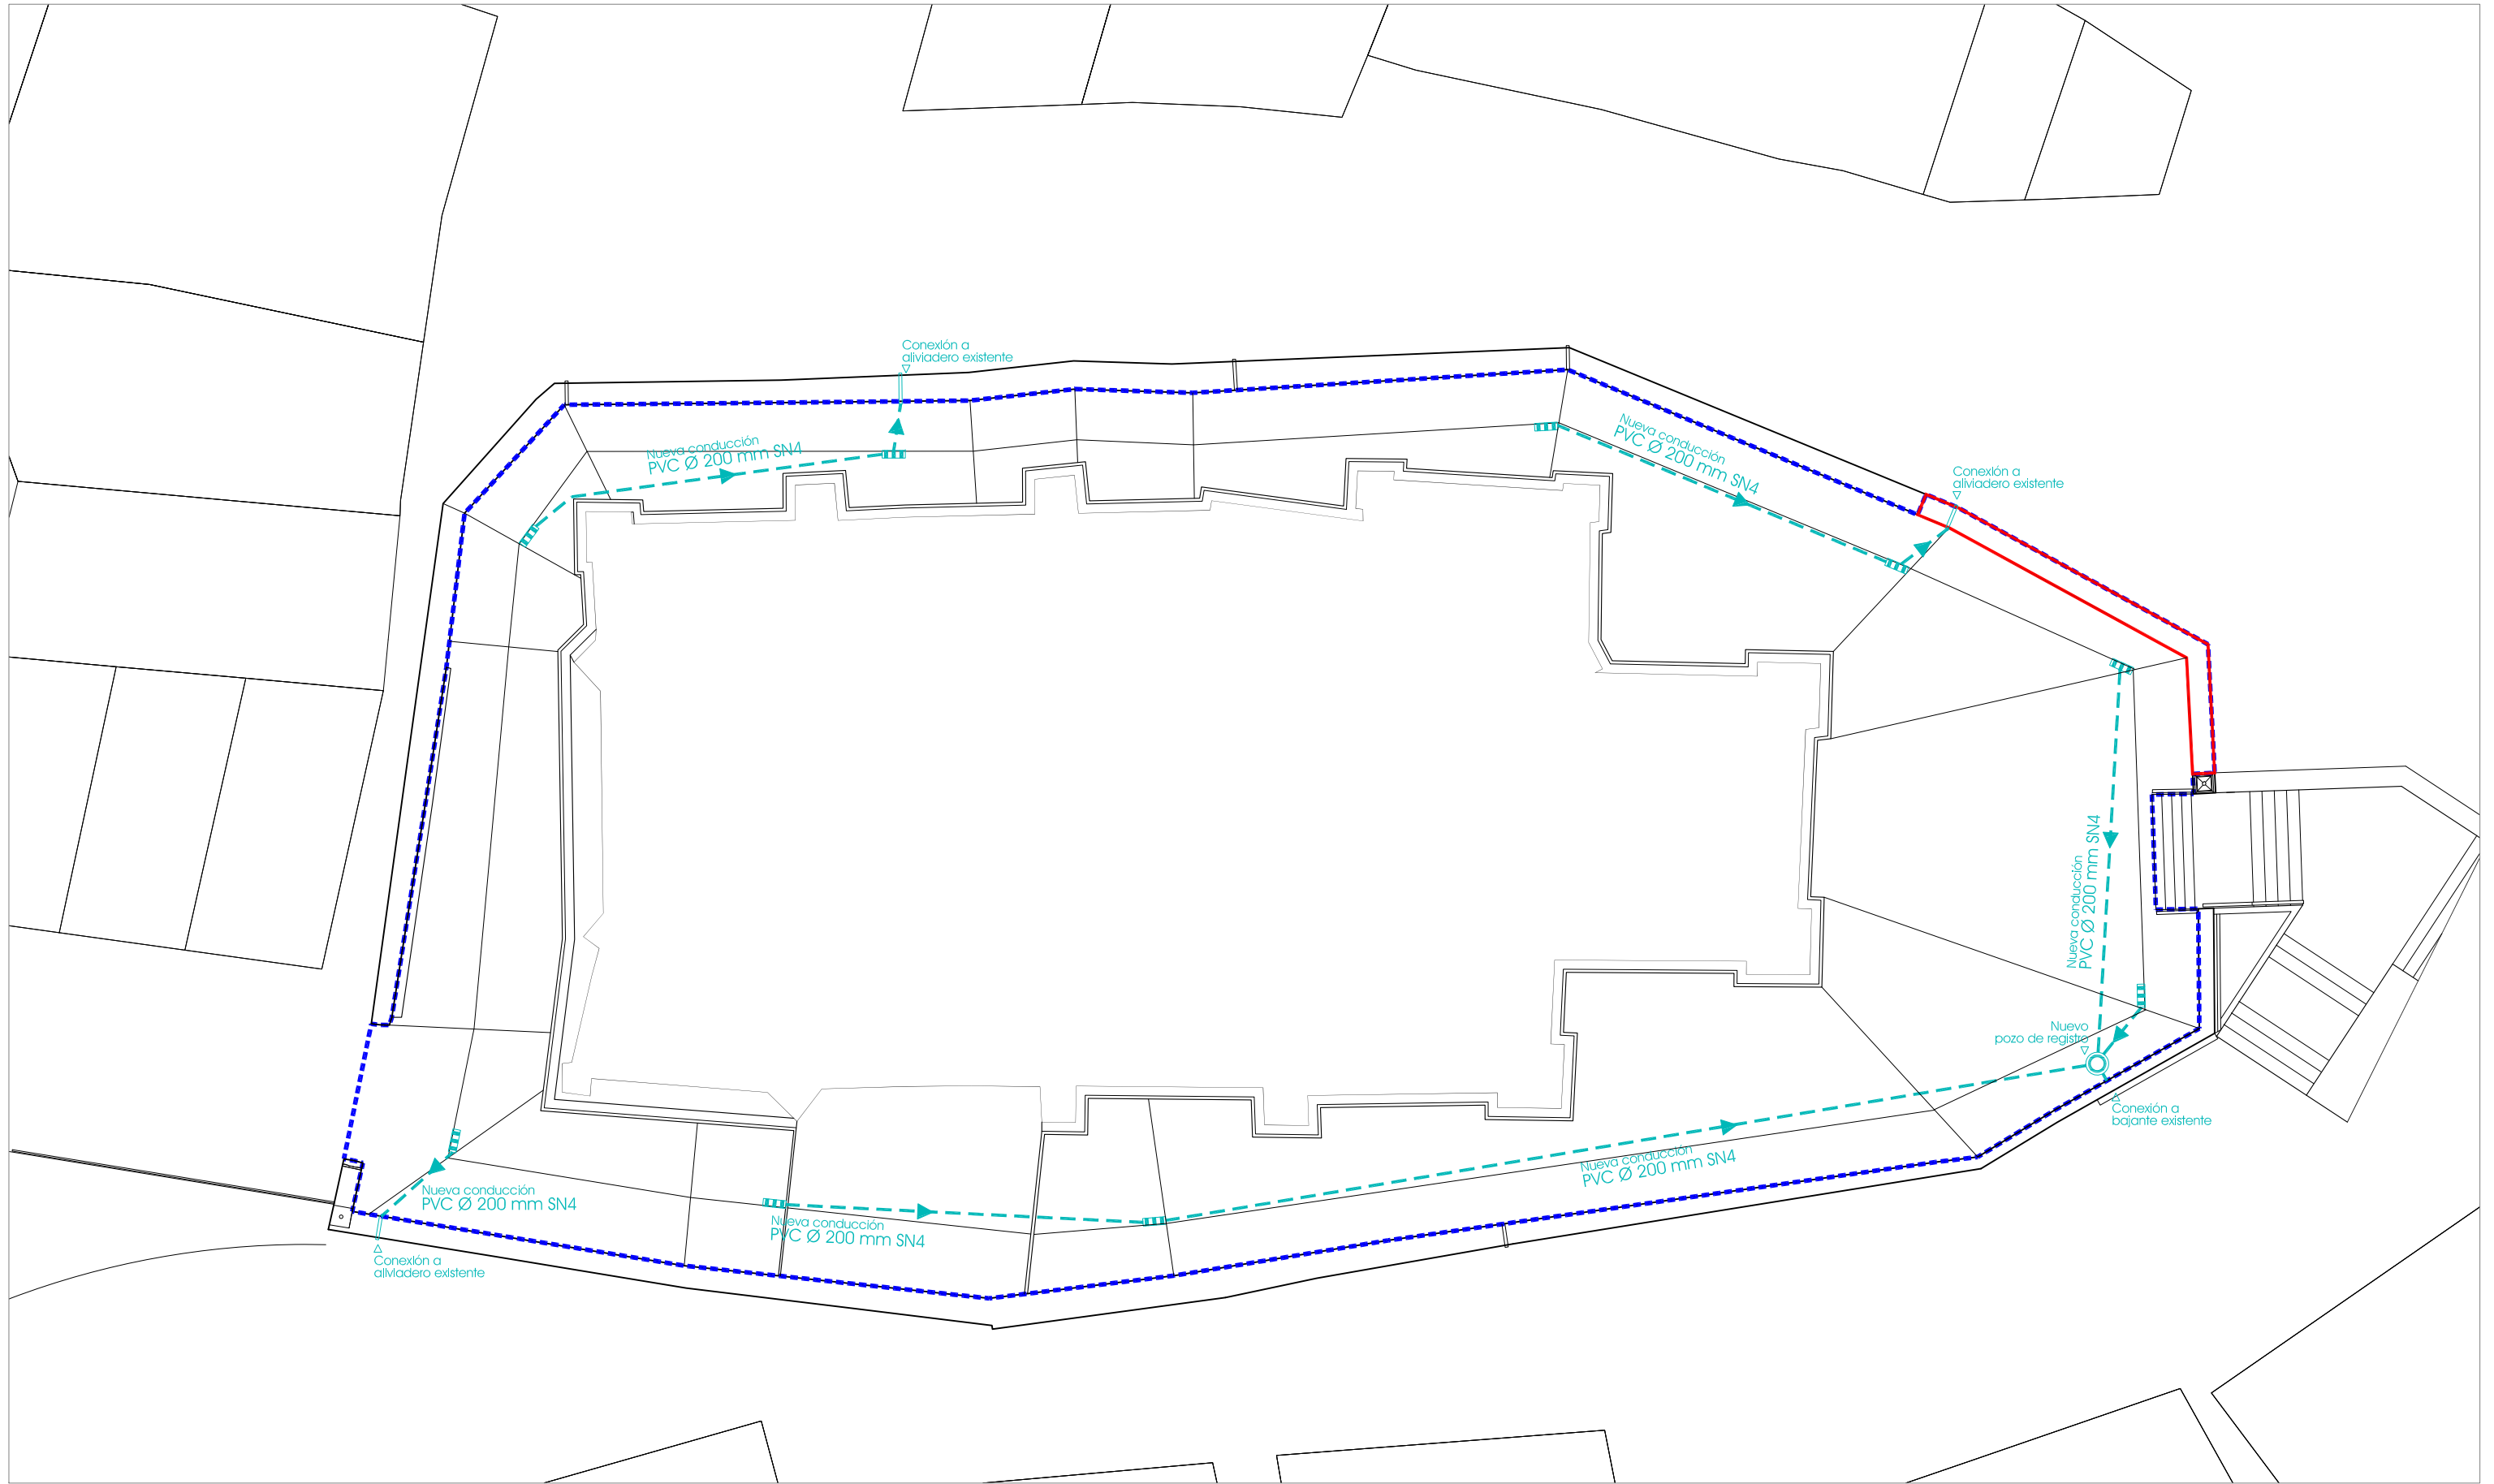 Conexión a
aliviadero existente
Nueva conducción
PVC Ø 200 mm SN4
Nueva conducción
PVC Ø 200 mm SN4
Conexión a
aliviadero existente
Nueva conducción
PVC Ø 200 mm SN4
Nuevo
pozo de registro
Conexión a
bajante existente
Nueva conducción
PVC Ø 200 mm SN4
Nueva conducción
PVC Ø 200 mm SN4
Nueva conducción
PVC Ø 200 mm SN4
Conexión a
aliviadero existente